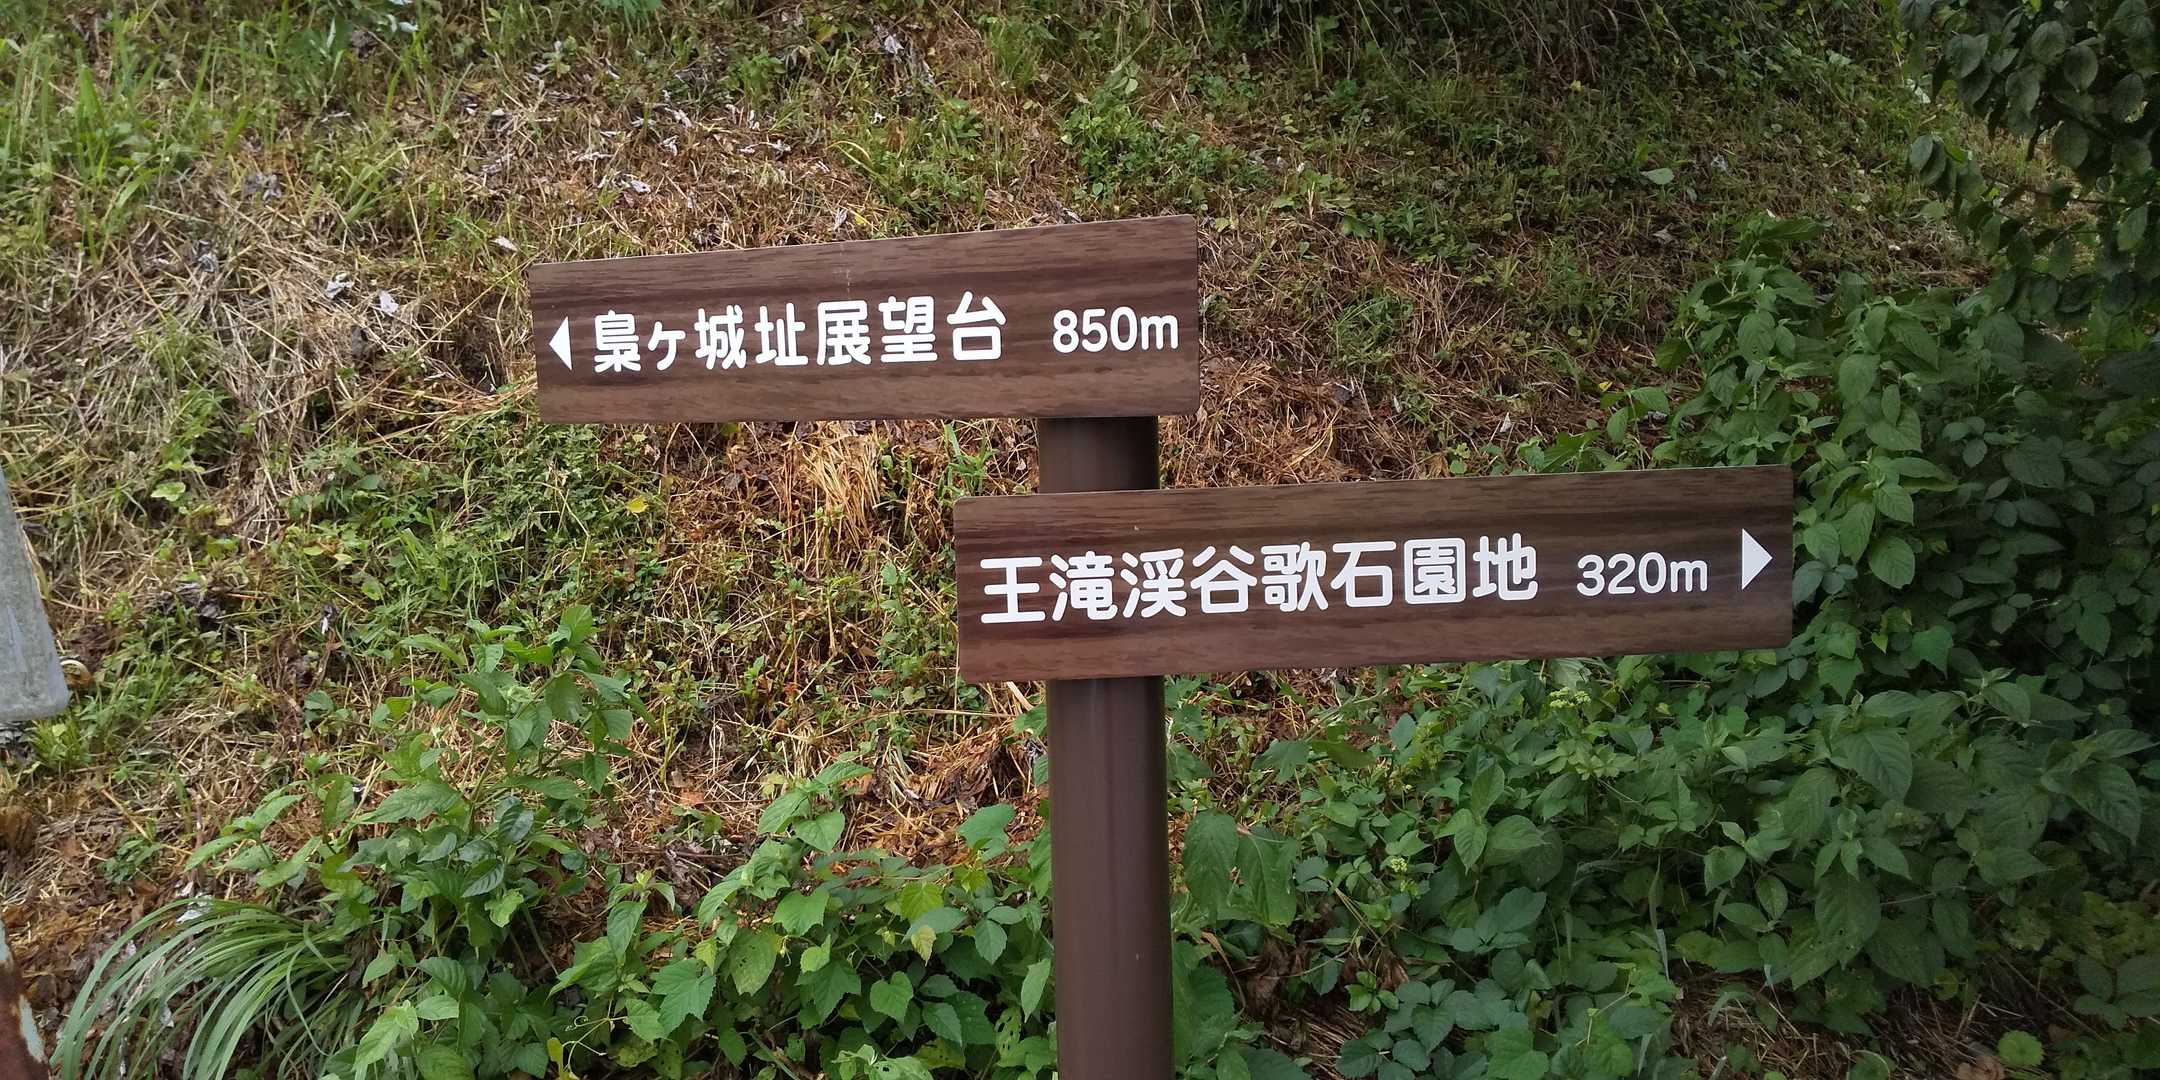 ◀ 梟ヶ城址展望台 850m
王滝渓谷歌石園地 320m ▶